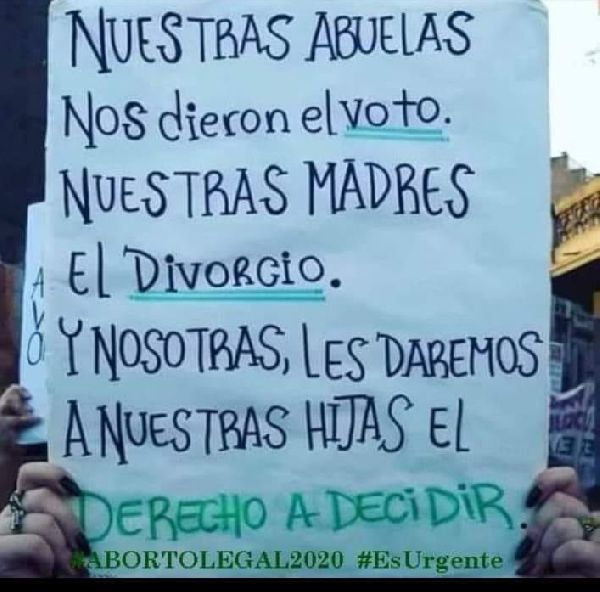 NUESTRAS ABUELAS
Nos dieron el voto.
NUESTRAS MADRES
El DivORCiO.
Y NOSOTRAS, LES DAREMOS
A NUESTRAS HIJAS EL
DERECHO A DECiDiR.
#ABORTOLEGAL2020 #EsUrgente
A
V
O